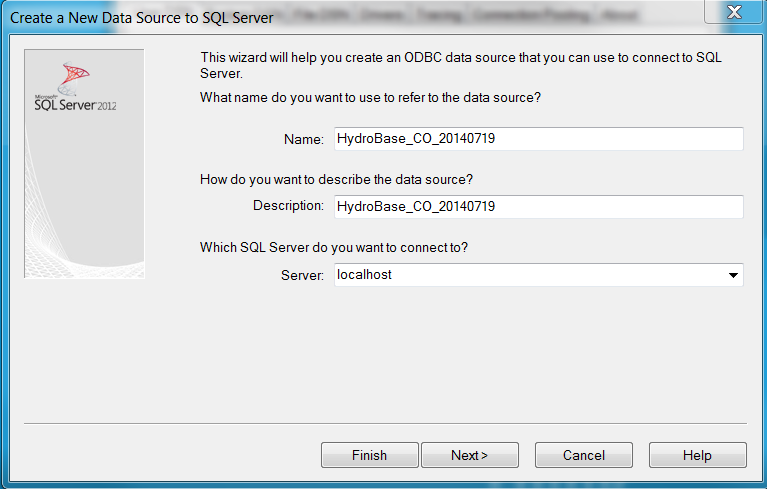 Create a New Data Source to SQL Server
This wizard will help you create an ODBC data source that you can use to connect to SQL
Server.
What name do you want to use to refer to the data source?
Microsoft
SQL Server 2012
Name: HydroBase_CO_20140719
How do you want to describe the data source?
Description: HydroBase_CO_20140719
Which SQL Server do you want to connect to?
Server: localhost
Finish Next > Cancel Help